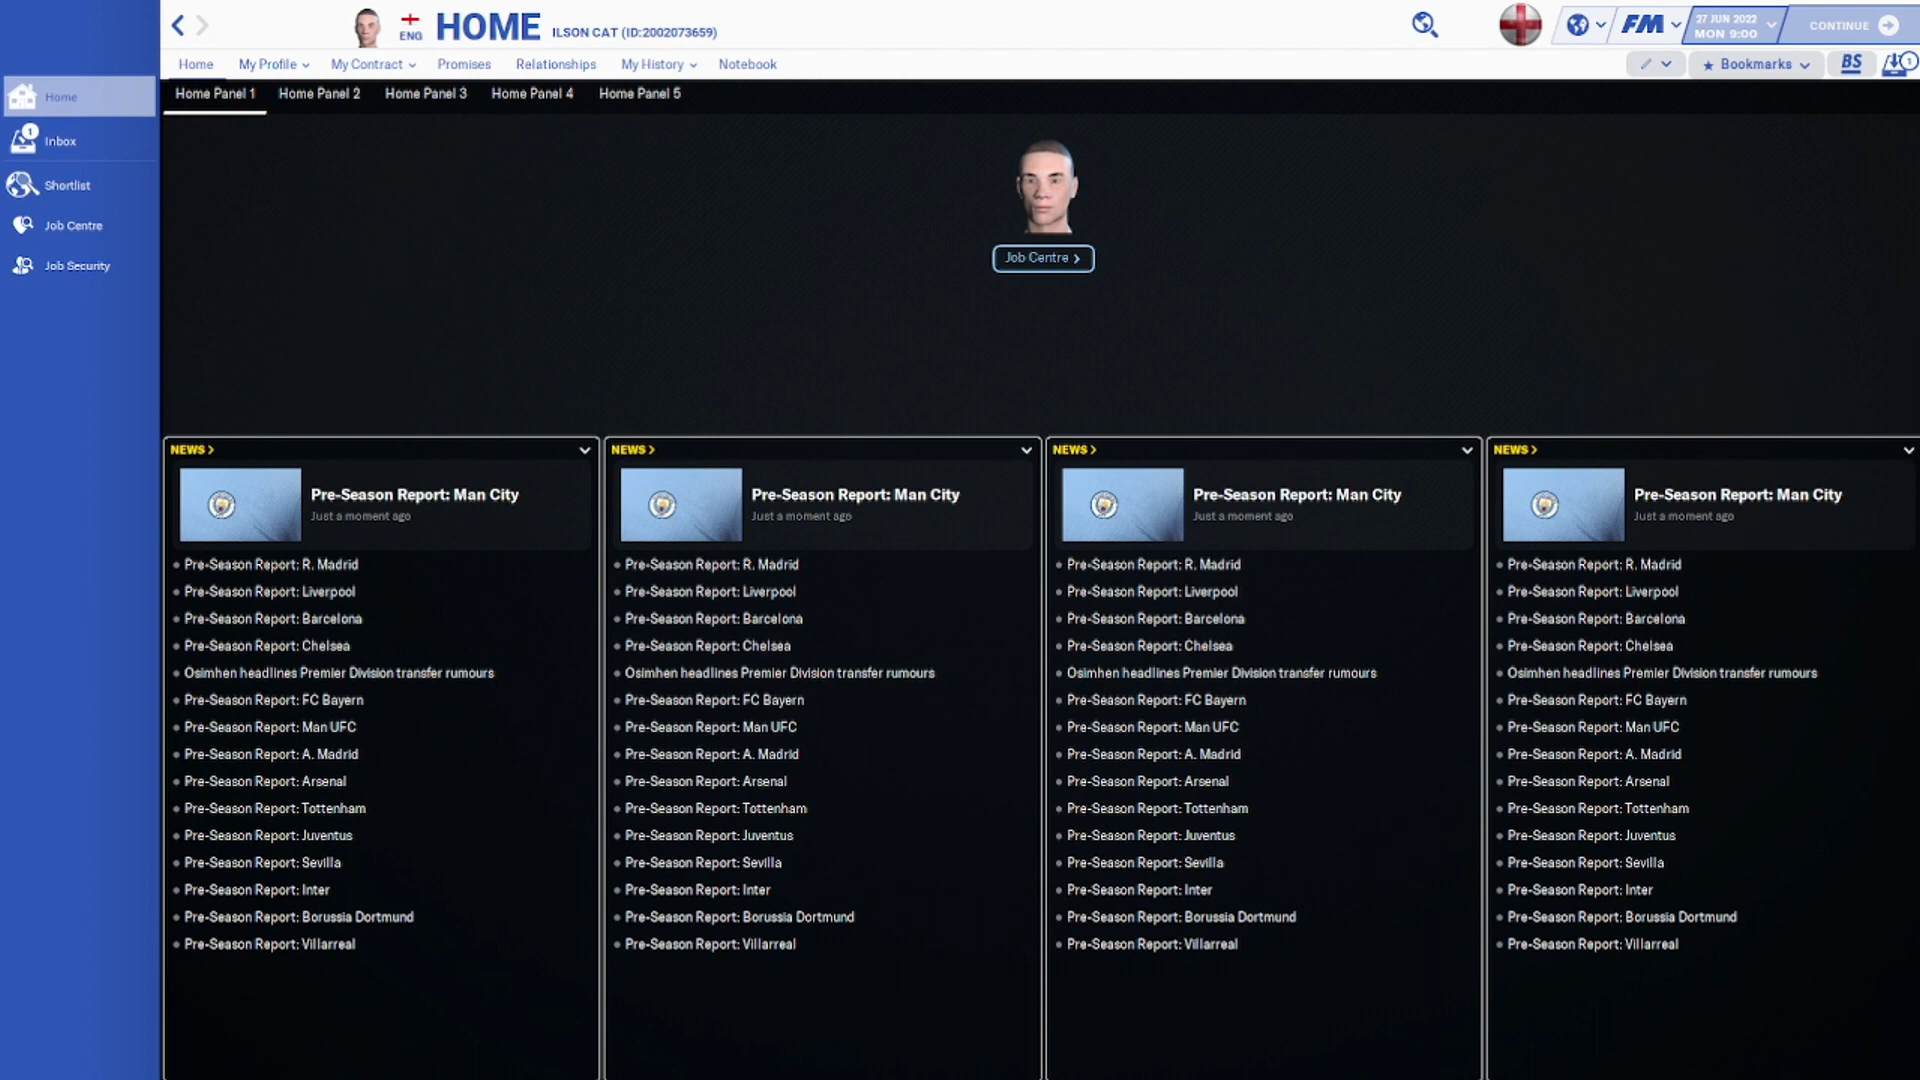 HOME
ENG
ILSON CAT (ID:2002073659)
FM
27 JUN 2022
MON 9:00
CONTINUE
Home
My Profile
My Contract
Promises
Relationships
My History
Notebook
Bookmarks
BS
1
Home Panel 1
Home Panel 2
Home Panel 3
Home Panel 4
Home Panel 5
Home
1
Inbox
Shortlist
Job Centre
Job Security
Job Centre
NEWS
Pre-Season Report: Man City
Just a moment ago
Pre-Season Report: R. Madrid
Pre-Season Report: Liverpool
Pre-Season Report: Barcelona
Pre-Season Report: Chelsea
Osimhen headlines Premier Division transfer rumours
Pre-Season Report: FC Bayern
Pre-Season Report: Man UFC
Pre-Season Report: A. Madrid
Pre-Season Report: Arsenal
Pre-Season Report: Tottenham
Pre-Season Report: Juventus
Pre-Season Report: Sevilla
Pre-Season Report: Inter
Pre-Season Report: Borussia Dortmund
Pre-Season Report: Villarreal
NEWS
Pre-Season Report: Man City
Just a moment ago
Pre-Season Report: R. Madrid
Pre-Season Report: Liverpool
Pre-Season Report: Barcelona
Pre-Season Report: Chelsea
Osimhen headlines Premier Division transfer rumours
Pre-Season Report: FC Bayern
Pre-Season Report: Man UFC
Pre-Season Report: A. Madrid
Pre-Season Report: Arsenal
Pre-Season Report: Tottenham
Pre-Season Report: Juventus
Pre-Season Report: Sevilla
Pre-Season Report: Inter
Pre-Season Report: Borussia Dortmund
Pre-Season Report: Villarreal
NEWS
Pre-Season Report: Man City
Just a moment ago
Pre-Season Report: R. Madrid
Pre-Season Report: Liverpool
Pre-Season Report: Barcelona
Pre-Season Report: Chelsea
Osimhen headlines Premier Division transfer rumours
Pre-Season Report: FC Bayern
Pre-Season Report: Man UFC
Pre-Season Report: A. Madrid
Pre-Season Report: Arsenal
Pre-Season Report: Tottenham
Pre-Season Report: Juventus
Pre-Season Report: Sevilla
Pre-Season Report: Inter
Pre-Season Report: Borussia Dortmund
Pre-Season Report: Villarreal
NEWS
Pre-Season Report: Man City
Just a moment ago
Pre-Season Report: R. Madrid
Pre-Season Report: Liverpool
Pre-Season Report: Barcelona
Pre-Season Report: Chelsea
Osimhen headlines Premier Division transfer rumours
Pre-Season Report: FC Bayern
Pre-Season Report: Man UFC
Pre-Season Report: A. Madrid
Pre-Season Report: Arsenal
Pre-Season Report: Tottenham
Pre-Season Report: Juventus
Pre-Season Report: Sevilla
Pre-Season Report: Inter
Pre-Season Report: Borussia Dortmund
Pre-Season Report: Villarreal